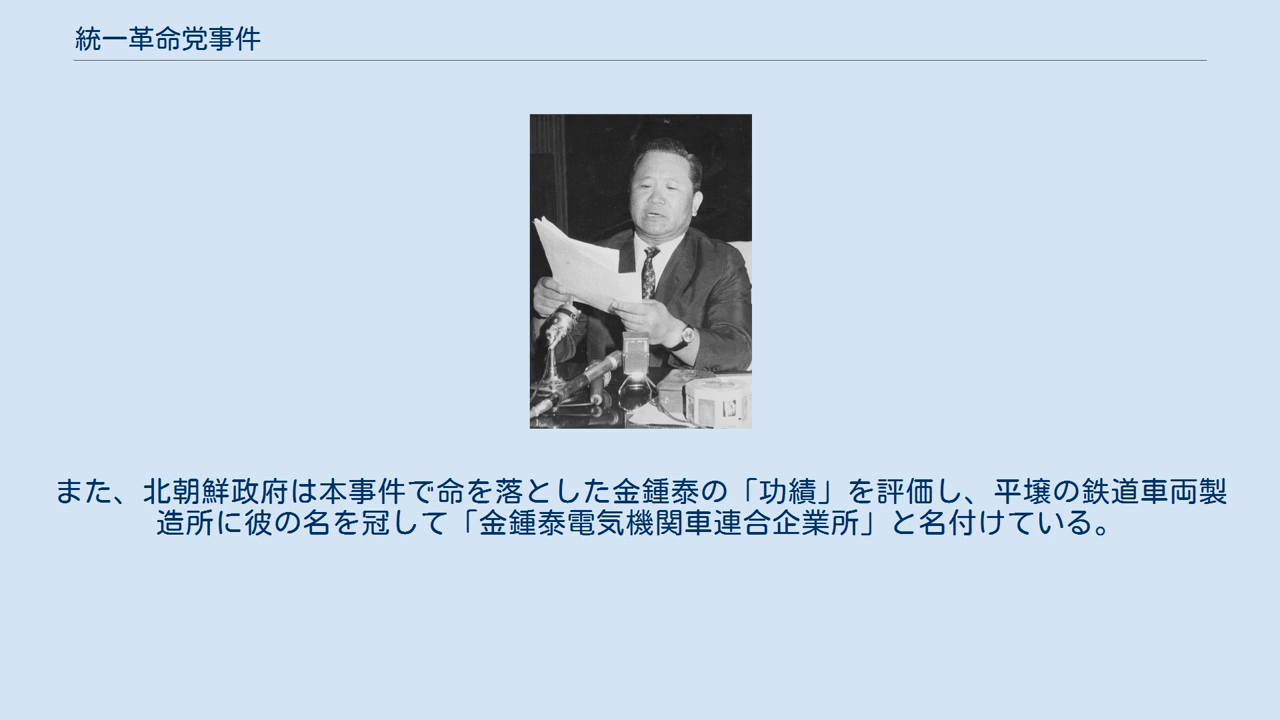 統一革命党事件
また、北朝鮮政府は本事件で命を落とした金鍾泰の「功績」を評価し、平壌の鉄道車両製
造所に彼の名を冠して「金鍾泰電気機関車連合企業所」と名付けている。